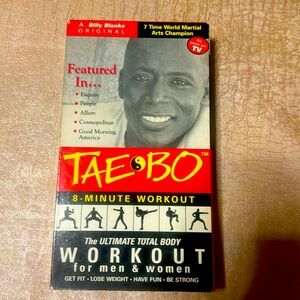 A Billy Blanks
ORIGINAL
7 Time World Martial
Arts Champion
TV
Featured
In...
• Esquire
• People
• Allure
• Cosmopolitan
• Good Morning
America
TAE BO™
8-MINUTE WORKOUT
The ULTIMATE TOTAL BODY
WORKOUT
for men & women
GET FIT - LOSE WEIGHT - HAVE FUN - BE STRONG